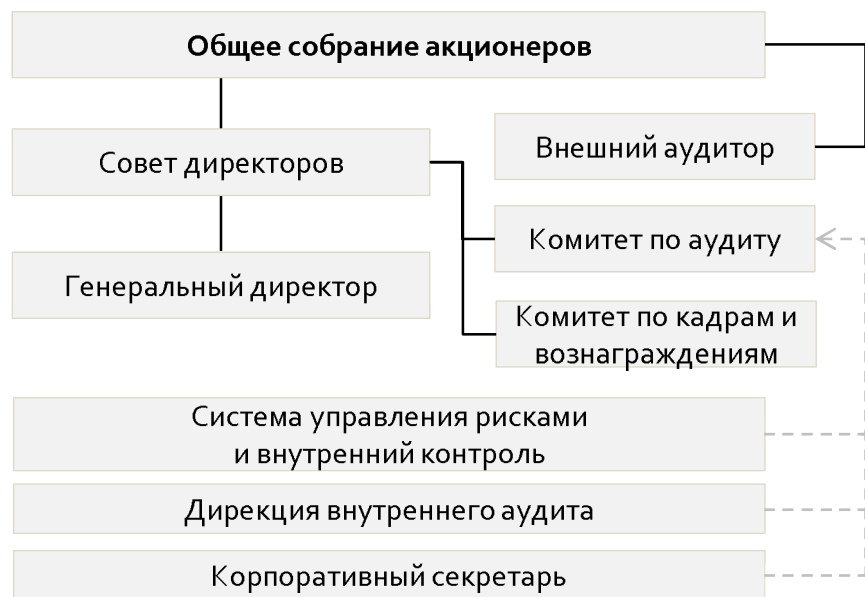 Общее собрание акционеров
Совет директоров
Внешний аудитор
Комитет по аудиту
Генеральный директор
Комитет по кадрам и
вознаграждениям
Система управления рисками
и внутренний контроль
Дирекция внутреннего аудита
Корпоративный секретарь